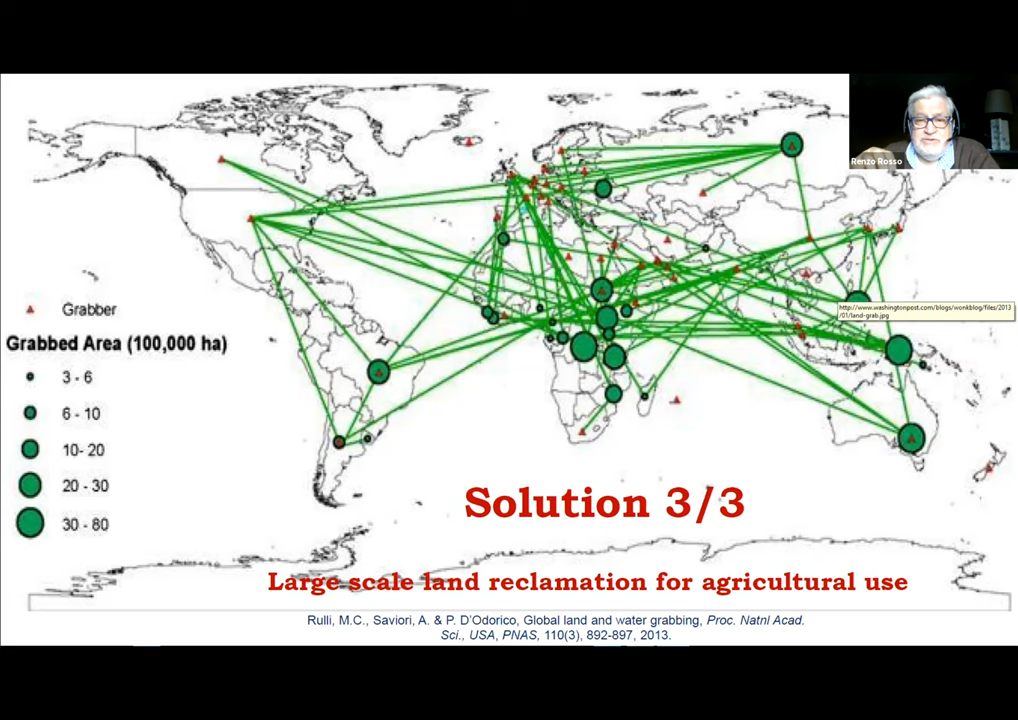 Renzo Rosso
Grabber
Grabbed Area (100,000 ha)
3 - 6
6 - 10
10- 20
20 - 30
30 - 80
http://www.washingtonpost.com/blogs/wonkblog/files/2013
/01/land-grab.jpg
Solution 3/3
Large scale land reclamation for agricultural use
Rulli, M.C., Saviori, A. & P. D'Odorico, Global land and water grabbing, Proc. Natnl Acad.
Sci., USA, PNAS, 110(3), 892-897, 2013.